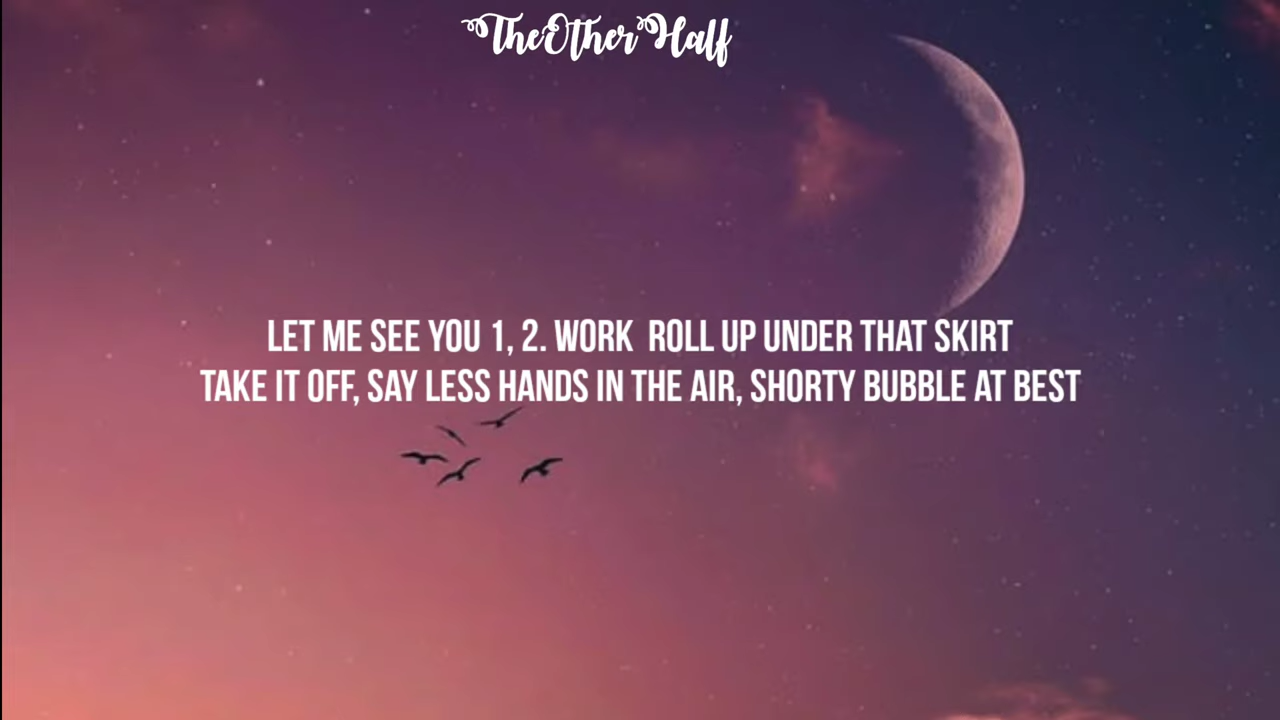 TheOther Half
LET ME SEE YOU 1, 2. WORK  ROLL UP UNDER THAT SKIRT
TAKE IT OFF, SAY LESS HANDS IN THE AIR, SHORTY BUBBLE AT BEST